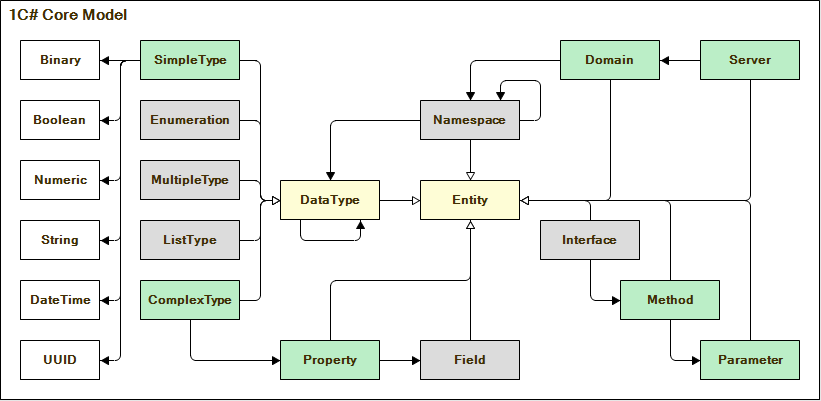 1C# Core Model
Binary
SimpleType
Domain
Server
Boolean
Enumeration
Namespace
Numeric
MultipleType
DataType
Entity
String
ListType
Interface
DateTime
ComplexType
Method
UUID
Property
Field
Parameter